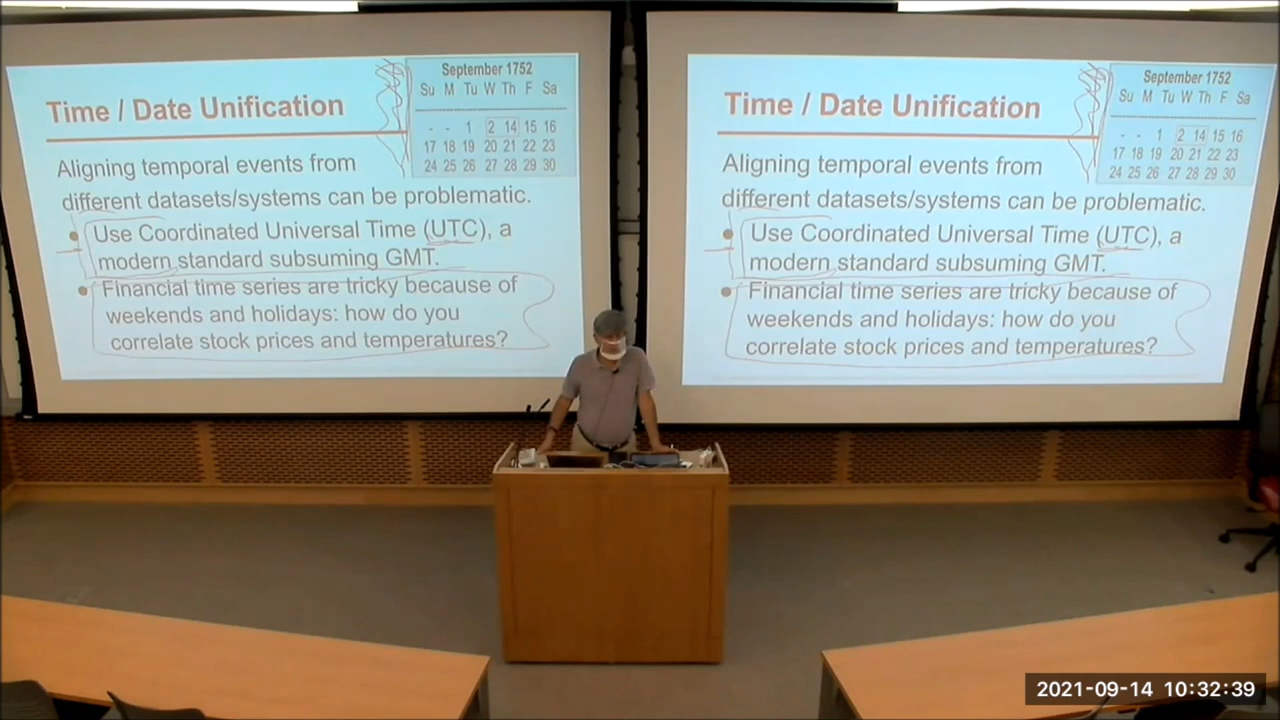 September 1752
Su M Tu W Th F Sa
Time / Date Unification
- - 1 2 14 15 16
17 18 19 20 21 22 23
24 25 26 27 28 29 30
Aligning temporal events from
different datasets/systems can be problematic.
• Use Coordinated Universal Time (UTC), a
modern standard subsuming GMT.
• Financial time series are tricky because of
weekends and holidays: how do you
correlate stock prices and temperatures?
September 1752
Su M Tu W Th F Sa
Time / Date Unification
- - 1 2 14 15 16
17 18 19 20 21 22 23
24 25 26 27 28 29 30
Aligning temporal events from
different datasets/systems can be problematic.
• Use Coordinated Universal Time (UTC), a
modern standard subsuming GMT.
• Financial time series are tricky because of
weekends and holidays: how do you
correlate stock prices and temperatures?
2021-09-14 10:32:39